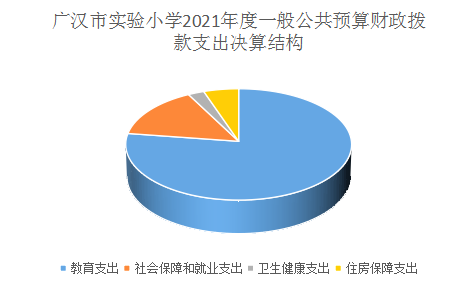 广汉市实验小学2021年度一般公共预算财政拨
款支出决算结构
教育支出 社会保障和就业支出 卫生健康支出 住房保障支出